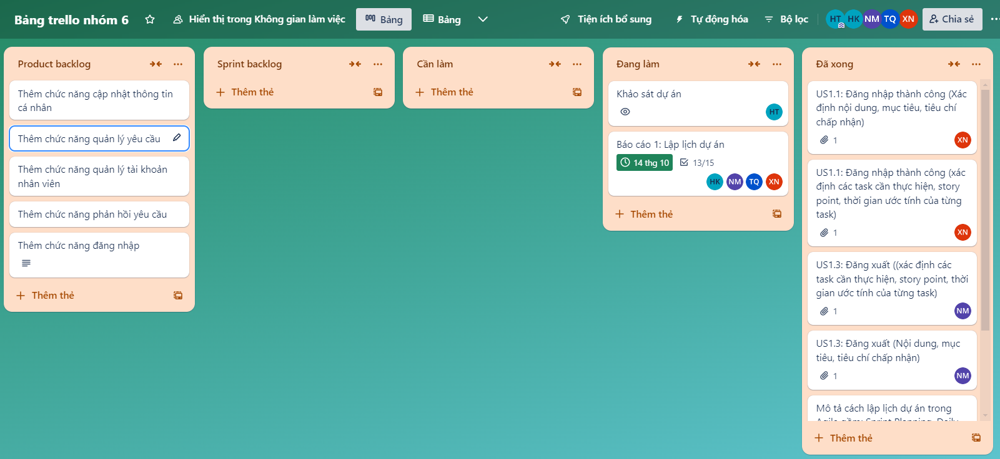 Bảng trello nhóm 6
Hiển thị trong Không gian làm việc
Bảng
Bảng
Tiện ích bổ sung
Tự động hóa
Bộ lọc
HT HK NM TQ XN
Chia sẻ
Product backlog
Thêm chức năng cập nhật thông tin
cá nhân
Thêm chức năng quản lý yêu cầu
Thêm chức năng quản lý tài khoản
nhân viên
Thêm chức năng phản hồi yêu cầu
Thêm chức năng đăng nhập
Thêm thẻ
Sprint backlog
Thêm thẻ
Cần làm
Thêm thẻ
Đang làm
Khảo sát dự án
HT
Báo cáo 1: Lập lịch dự án
14 thg 10 13/15
HK NM TQ XN
Thêm thẻ
Đã xong
US1.1: Đăng nhập thành công (Xác
định nội dung, mục tiêu, tiêu chí
chấp nhận)
1 XN
US1.1: Đăng nhập thành công (xác
định các task cần thực hiện, story
point, thời gian ước tính của từng
task)
1 XN
US1.3: Đăng xuất ((xác định các
task cần thực hiện, story point, thời
gian ước tính của từng task)
1 NM
US1.3: Đăng xuất (Nội dung, mục
tiêu, tiêu chí chấp nhận)
1 NM
Mô tả cách lập lịch dự án trong
Agile gồm: Sprint Planning, Daily
Thêm thẻ